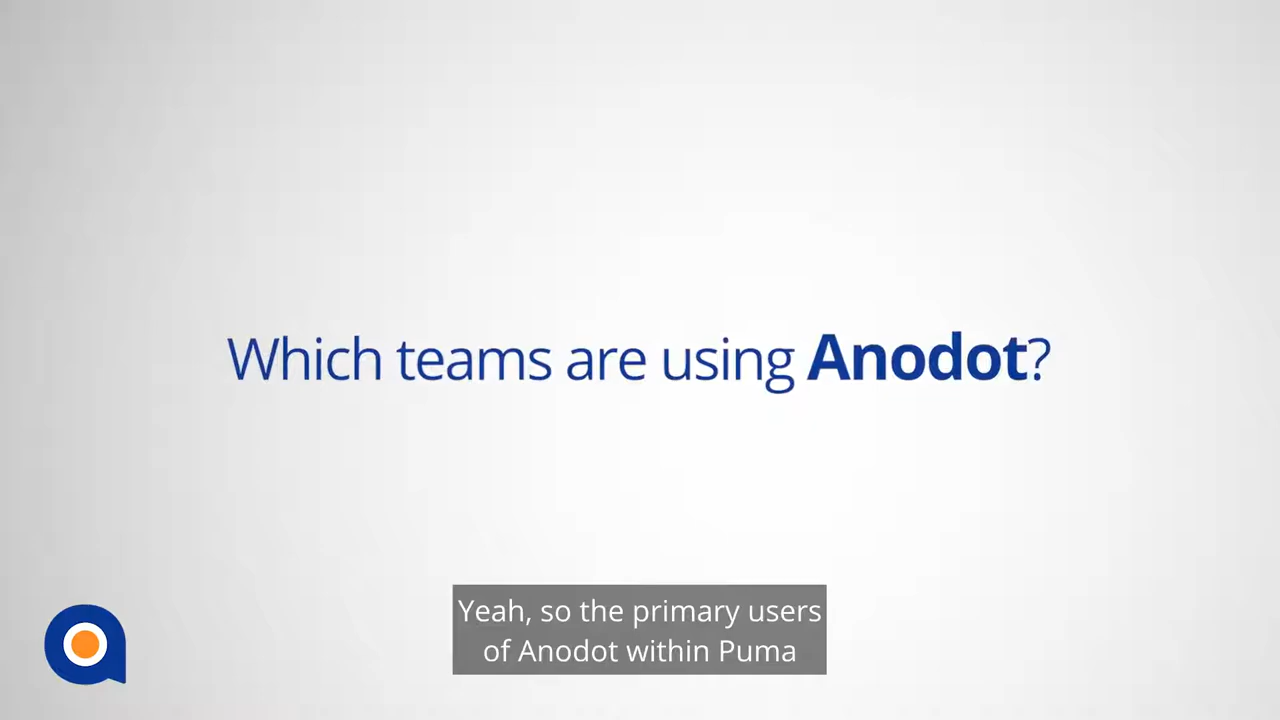 Which teams are using Anodot?
Yeah, so the primary users
of Anodot within Puma